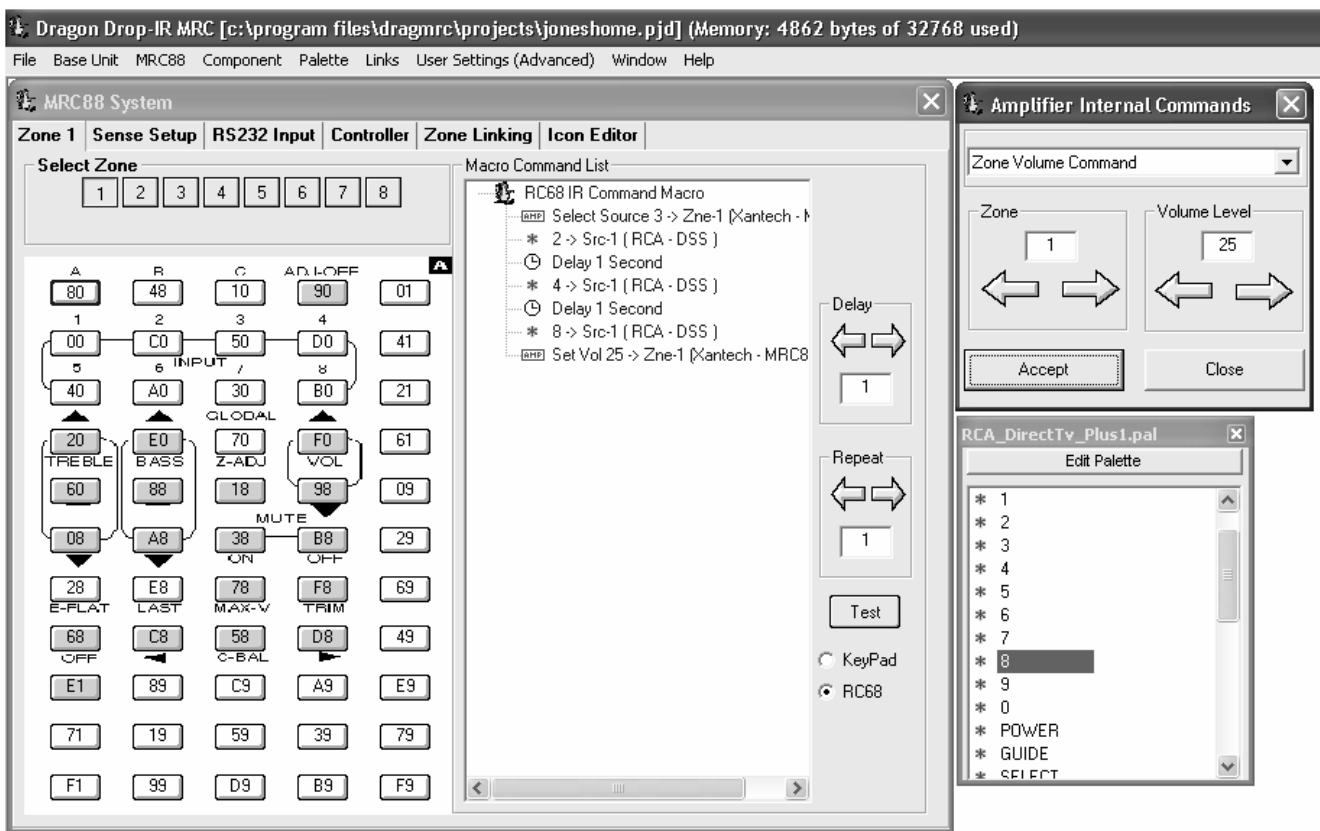 Dragon Drop-IR MRC [c:\program files\dragmrc\projects\joneshome.pjd] (Memory: 4862 bytes of 32768 used)
File Base Unit MRC88 Component Palette Links User Settings (Advanced) Window Help
MRC88 System
Zone 1 Sense Setup RS232 Input Controller Zone Linking Icon Editor
Select Zone
1 2 3 4 5 6 7 8
A
A B C ADJ-OFF
80 48 10 90 01
1 2 3 4
00 C0 50 D0 41
INPUT
5 6 7 8
40 A0 30 B0 21
GLOBAL
20 E0 70 F0 61
TREBLE BASS Z-ADJ VOL
60 88 18 98 09
MUTE
08 A8 38 B8 29
ON OFF
28 E8 78 F8 69
E-FLAT LAST MAX-V TRIM
68 C8 58 D8 49
OFF C-BAL
E1 89 C9 A9 E9
71 19 59 39 79
F1 99 D9 B9 F9
Macro Command List
RC68 IR Command Macro
AMP Select Source 3 -> Zne-1 (Xantech - M
* 2 -> Src-1 ( RCA - DSS )
Delay 1 Second
* 4 -> Src-1 ( RCA - DSS )
Delay 1 Second
* 8 -> Src-1 ( RCA - DSS )
AMP Set Vol 25 -> Zne-1 (Xantech - MRC8
Delay
1
Repeat
1
Test
KeyPad
RC68
Amplifier Internal Commands
Zone Volume Command
Zone
1
Volume Level
25
Accept Close
RCA_DirectTv_Plus1.pal
Edit Palette
* 1
* 2
* 3
* 4
* 5
* 6
* 7
* 8
* 9
* 0
* POWER
* GUIDE
* SELECT